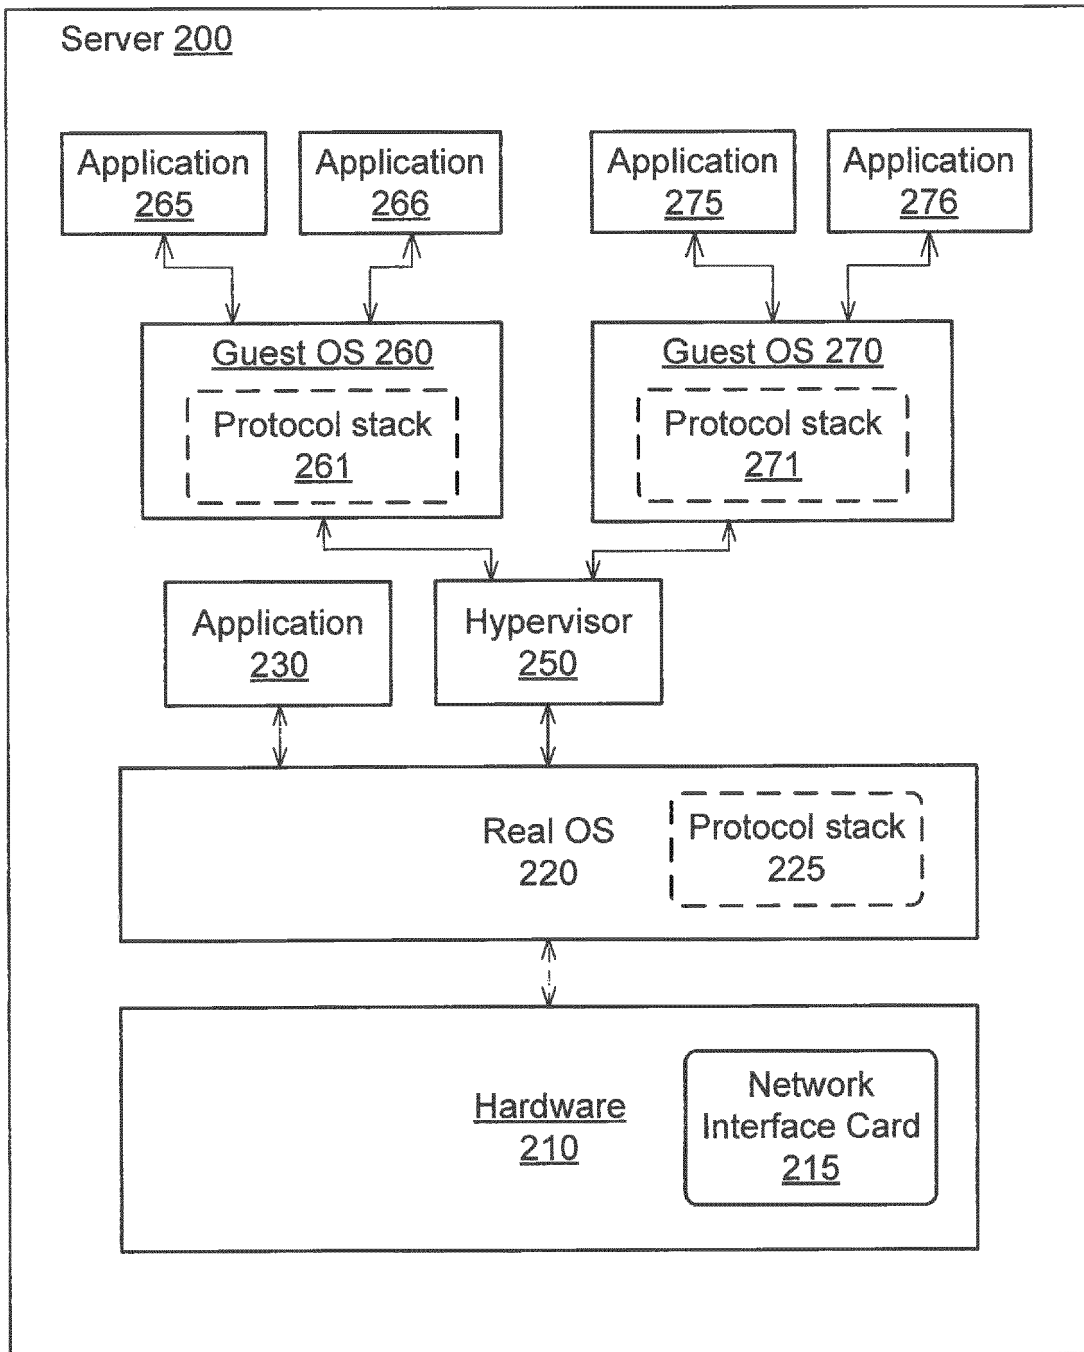 Server 200
Application
265
Application
266
Application
275
Application
276
Guest OS 260
Protocol stack
261
Guest OS 270
Protocol stack
271
Application
230
Hypervisor
250
Real OS
220
Protocol stack
225
Hardware
210
Network
Interface Card
215